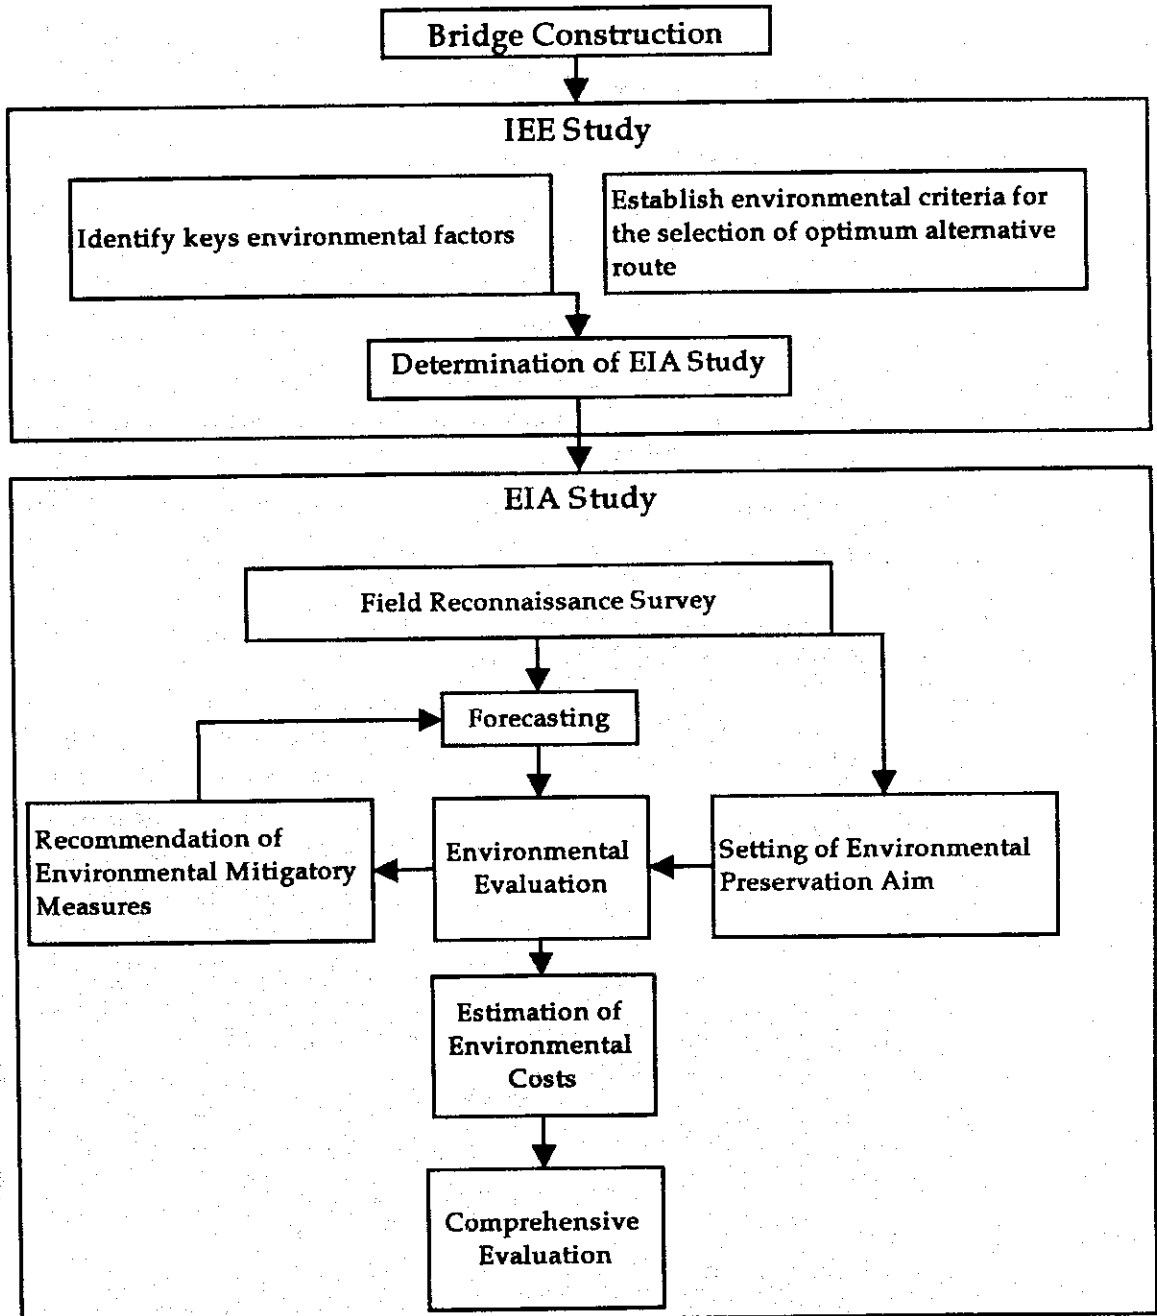 Bridge Construction
IEE Study
Identify keys environmental factors
Establish environmental criteria for
the selection of optimum alternative
route
Determination of EIA Study
EIA Study
Field Reconnaissance Survey
Forecasting
Recommendation of
Environmental Mitigatory
Measures
Environmental
Evaluation
Setting of Environmental
Preservation Aim
Estimation of
Environmental
Costs
Comprehensive
Evaluation